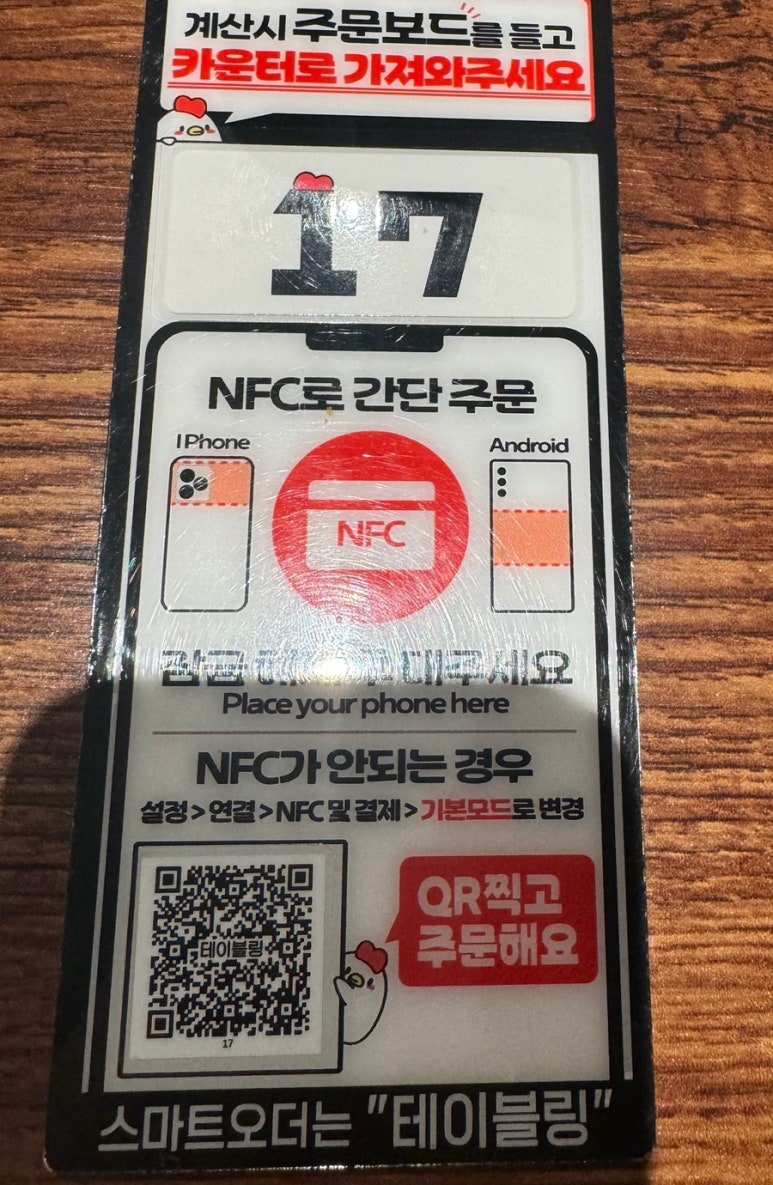 계산시 주문보드를 들고
카운터로 가져와주세요
17
NFC로 간단 주문
IPhone
Android
NFC
대주세요
Place your phone here
NFC가 안되는 경우
설정 > 연결 > NFC 및 결제 > 기본모드로 변경
테이블링
17
QR찍고
주문해요
스마트오더는 "테이블링"